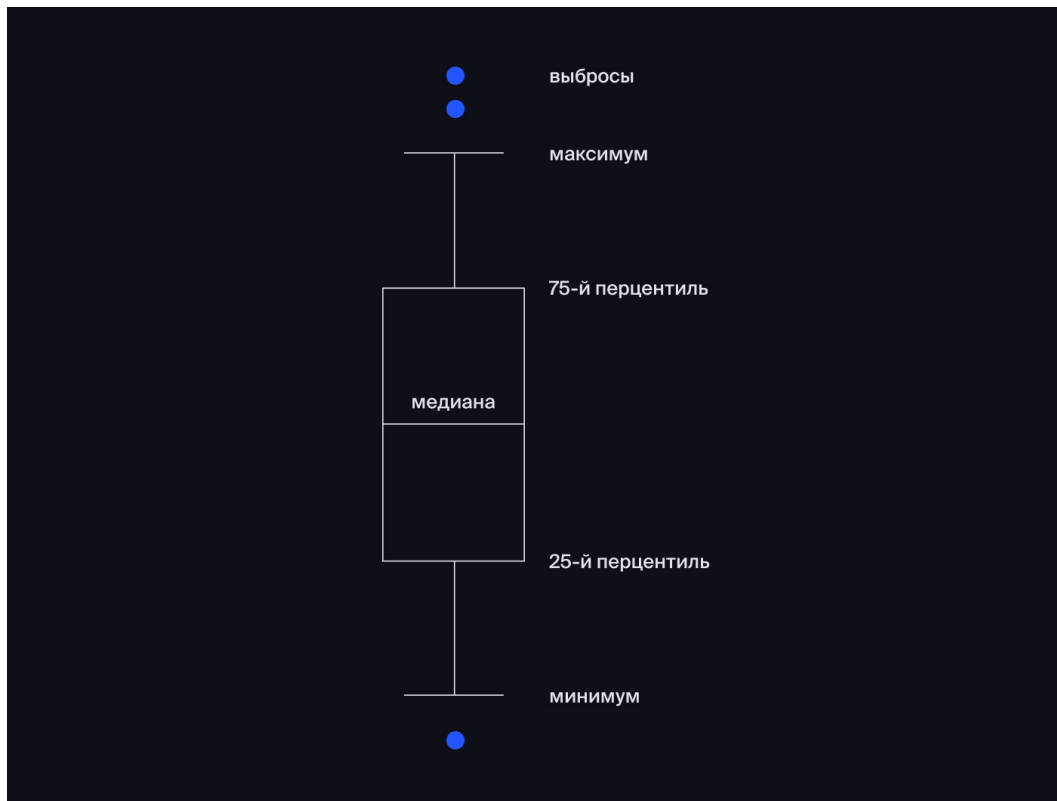 выбросы
максимум
75-й перцентиль
медиана
25-й перцентиль
минимум